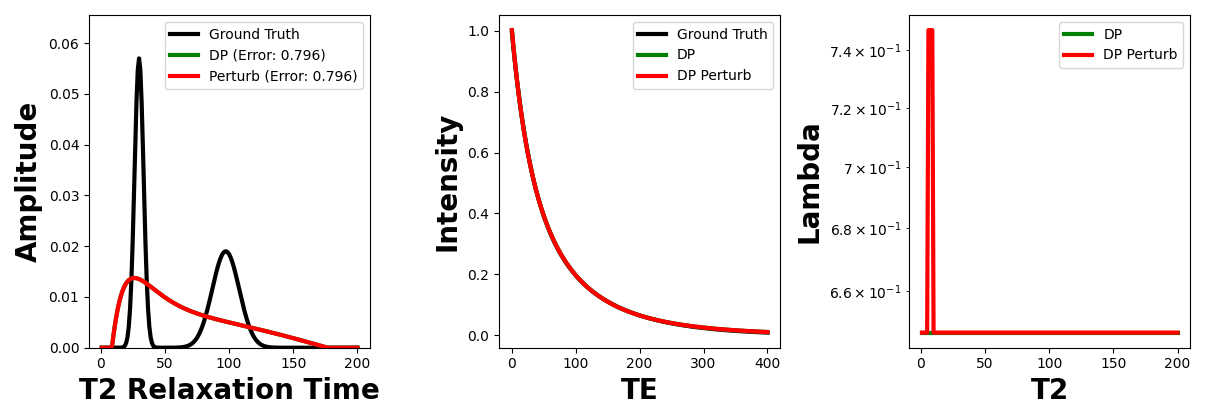 Ground Truth
DP (Error: 0.796)
Perturb (Error: 0.796)
0.06
0.05
0.04
0.03
0.02
0.01
0.00
Amplitude
0
50
100
150
200
T2 Relaxation Time
Ground Truth
DP
DP Perturb
1.0
0.8
0.6
0.4
0.2
0.0
Intensity
0
100
200
300
400
TE
DP
DP Perturb
7.4 × 10⁻¹
7.2 × 10⁻¹
7 × 10⁻¹
6.8 × 10⁻¹
6.6 × 10⁻¹
Lambda
0
50
100
150
200
T2